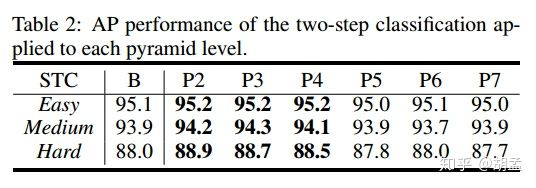 Table 2: AP performance of the two-step classification ap-
plied to each pyramid level.
STC B P2 P3 P4 P5 P6 P7
Easy 95.1 95.2 95.2 95.2 95.0 95.1 95.0
Medium 93.9 94.2 94.3 94.1 93.9 93.7 93.9
Hard 88.0 88.9 88.7 88.5 87.8 88.0 87.7
知乎 @胡孟